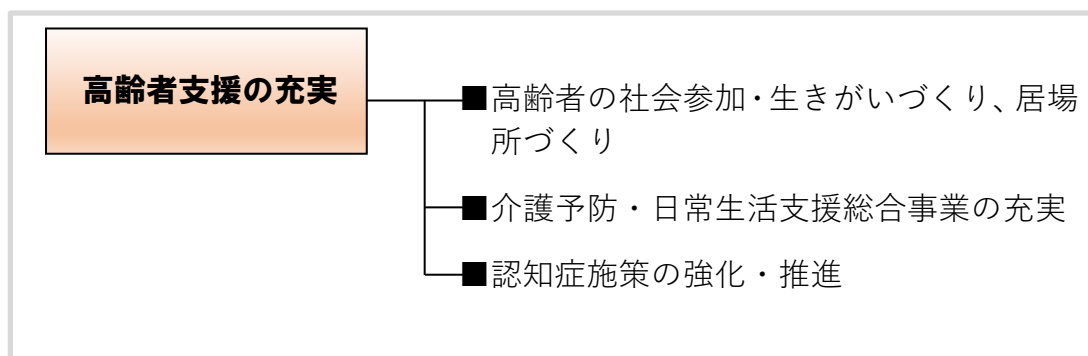 高齢者支援の充実
■高齢者の社会参加・生きがいづくり、居場
所づくり
■介護予防・日常生活支援総合事業の充実
■認知症施策の強化・推進